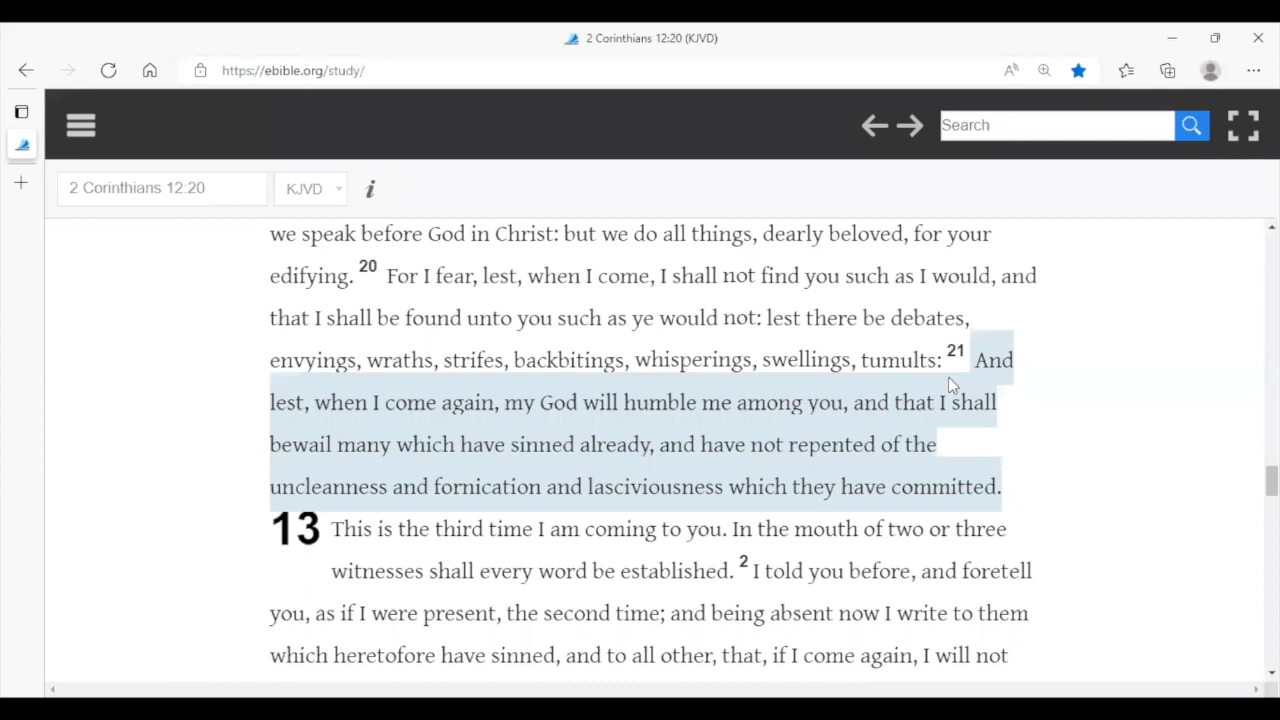 2 Corinthians 12:20 (KJVD)
https://ebible.org/study/
Search
2 Corinthians 12:20 KJVD i
we speak before God in Christ: but we do all things, dearly beloved, for your
edifying. 20 For I fear, lest, when I come, I shall not find you such as I would, and
that I shall be found unto you such as ye would not: lest there be debates,
envyings, wraths, strifes, backbitings, whisperings, swellings, tumults: 21 And
lest, when I come again, my God will humble me among you, and that I shall
bewail many which have sinned already, and have not repented of the
uncleanness and fornication and lasciviousness which they have committed.
13 This is the third time I am coming to you. In the mouth of two or three
witnesses shall every word be established. 2 I told you before, and foretell
you, as if I were present, the second time; and being absent now I write to them
which heretofore have sinned, and to all other, that, if I come again, I will not